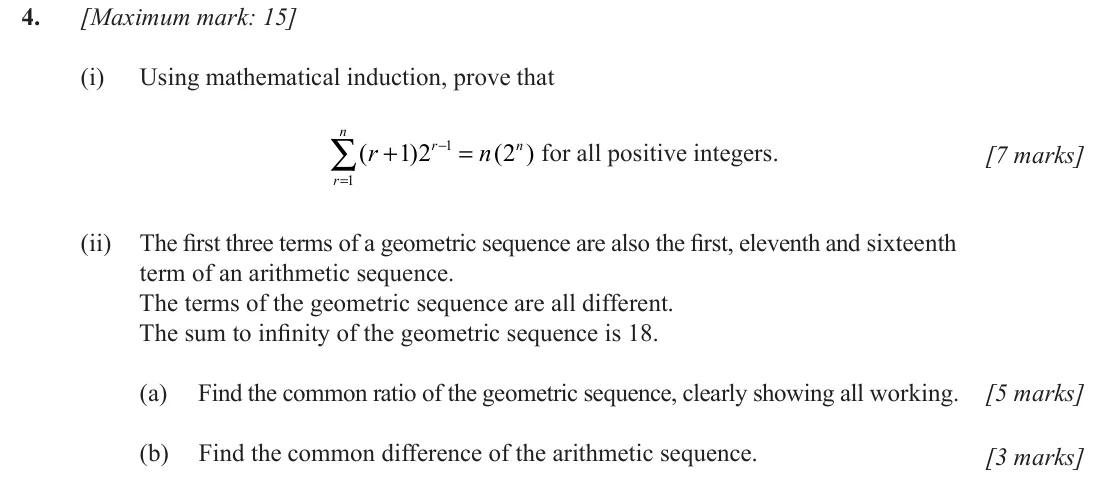 4. [Maximum mark: 15]
(i) Using mathematical induction, prove that
n
∑(r+1)2^{r−1} = n(2^n) for all positive integers. [7 marks]
r=1
(ii) The first three terms of a geometric sequence are also the first, eleventh and sixteenth
term of an arithmetic sequence.
The terms of the geometric sequence are all different.
The sum to infinity of the geometric sequence is 18.
(a) Find the common ratio of the geometric sequence, clearly showing all working. [5 marks]
(b) Find the common difference of the arithmetic sequence. [3 marks]